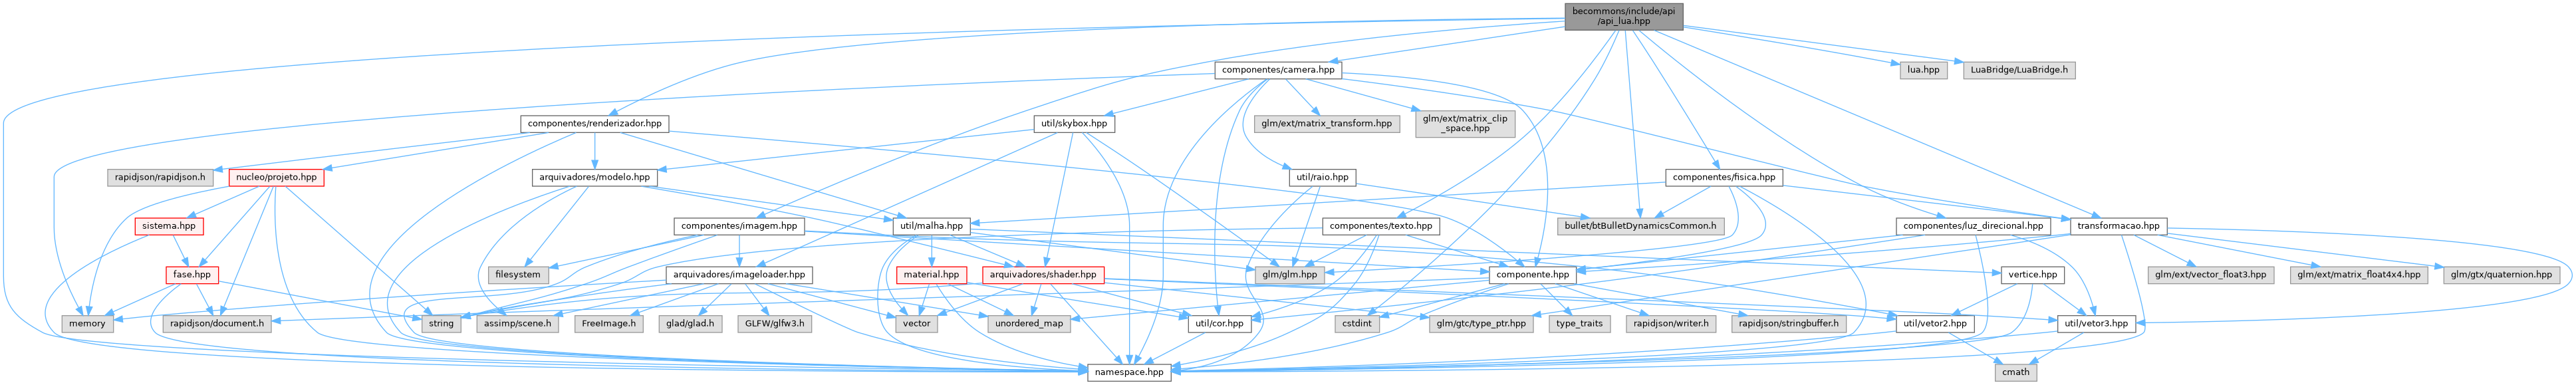 becommons/include/api
/api_lua.hpp
componentes/camera.hpp
lua.hpp
LuaBridge/LuaBridge.h
componentes/renderizador.hpp
util/skybox.hpp
glm/ext/matrix_transform.hpp
glm/ext/matrix_clip
_space.hpp
rapidjson/rapidjson.h
nucleo/projeto.hpp
arquivadores/modelo.hpp
util/raio.hpp
componentes/fisica.hpp
sistema.hpp
componentes/imagem.hpp
util/malha.hpp
componentes/texto.hpp
bullet/btBulletDynamicsCommon.h
componentes/luz_direcional.hpp
transformacao.hpp
fase.hpp
filesystem
arquivadores/imageloader.hpp
material.hpp
arquivadores/shader.hpp
glm/glm.hpp
componente.hpp
vertice.hpp
glm/ext/vector_float3.hpp
glm/ext/matrix_float4x4.hpp
glm/gtx/quaternion.hpp
memory
rapidjson/document.h
string
assimp/scene.h
FreeImage.h
glad/glad.h
GLFW/glfw3.h
vector
unordered_map
util/cor.hpp
cstdint
glm/gtc/type_ptr.hpp
type_traits
rapidjson/writer.h
rapidjson/stringbuffer.h
util/vetor2.hpp
util/vetor3.hpp
namespace.hpp
cmath